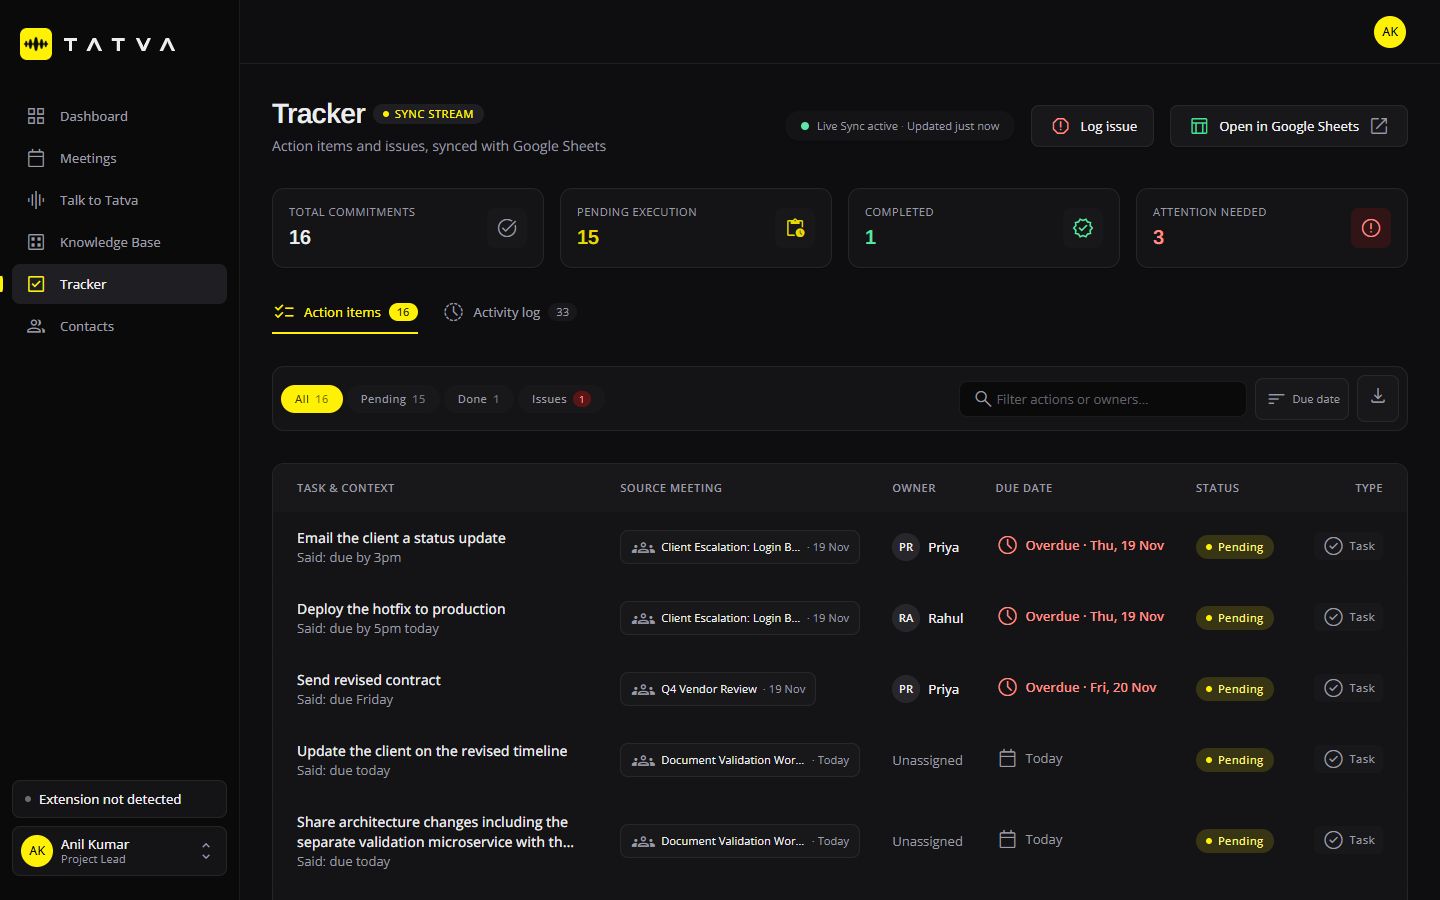 TATVA
AK
Dashboard
Meetings
Talk to Tatva
Knowledge Base
Tracker
Contacts
Extension not detected
AK
Anil Kumar
Project Lead
Tracker
SYNC STREAM
Action items and issues, synced with Google Sheets
Live Sync active · Updated just now
Log issue
Open in Google Sheets
TOTAL COMMITMENTS
16
PENDING EXECUTION
15
COMPLETED
1
ATTENTION NEEDED
3
Action items 16
Activity log 33
All 16
Pending 15
Done 1
Issues 1
Filter actions or owners...
Due date
TASK & CONTEXT SOURCE MEETING OWNER DUE DATE STATUS TYPE
Email the client a status update
Said: due by 3pm
Client Escalation: Login B... · 19 Nov
PR Priya
Overdue · Thu, 19 Nov
Pending
Task
Deploy the hotfix to production
Said: due by 5pm today
Client Escalation: Login B... · 19 Nov
RA Rahul
Overdue · Thu, 19 Nov
Pending
Task
Send revised contract
Said: due Friday
Q4 Vendor Review · 19 Nov
PR Priya
Overdue · Fri, 20 Nov
Pending
Task
Update the client on the revised timeline
Said: due today
Document Validation Wor... · Today
Unassigned
Today
Pending
Task
Share architecture changes including the
separate validation microservice with th...
Said: due today
Document Validation Wor... · Today
Unassigned
Today
Pending
Task